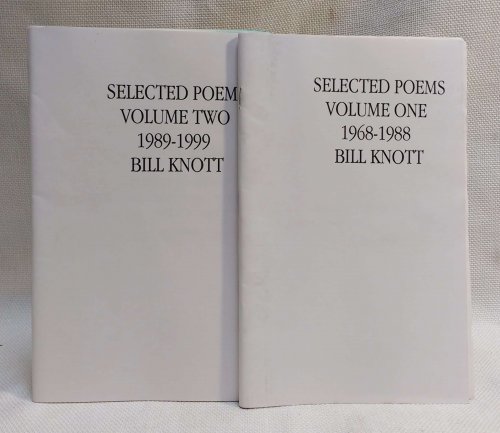 SELECTED POEM
VOLUME TWO
1989-1999
BILL KNOTT
SELECTED POEMS
VOLUME ONE
1968-1988
BILL KNOTT